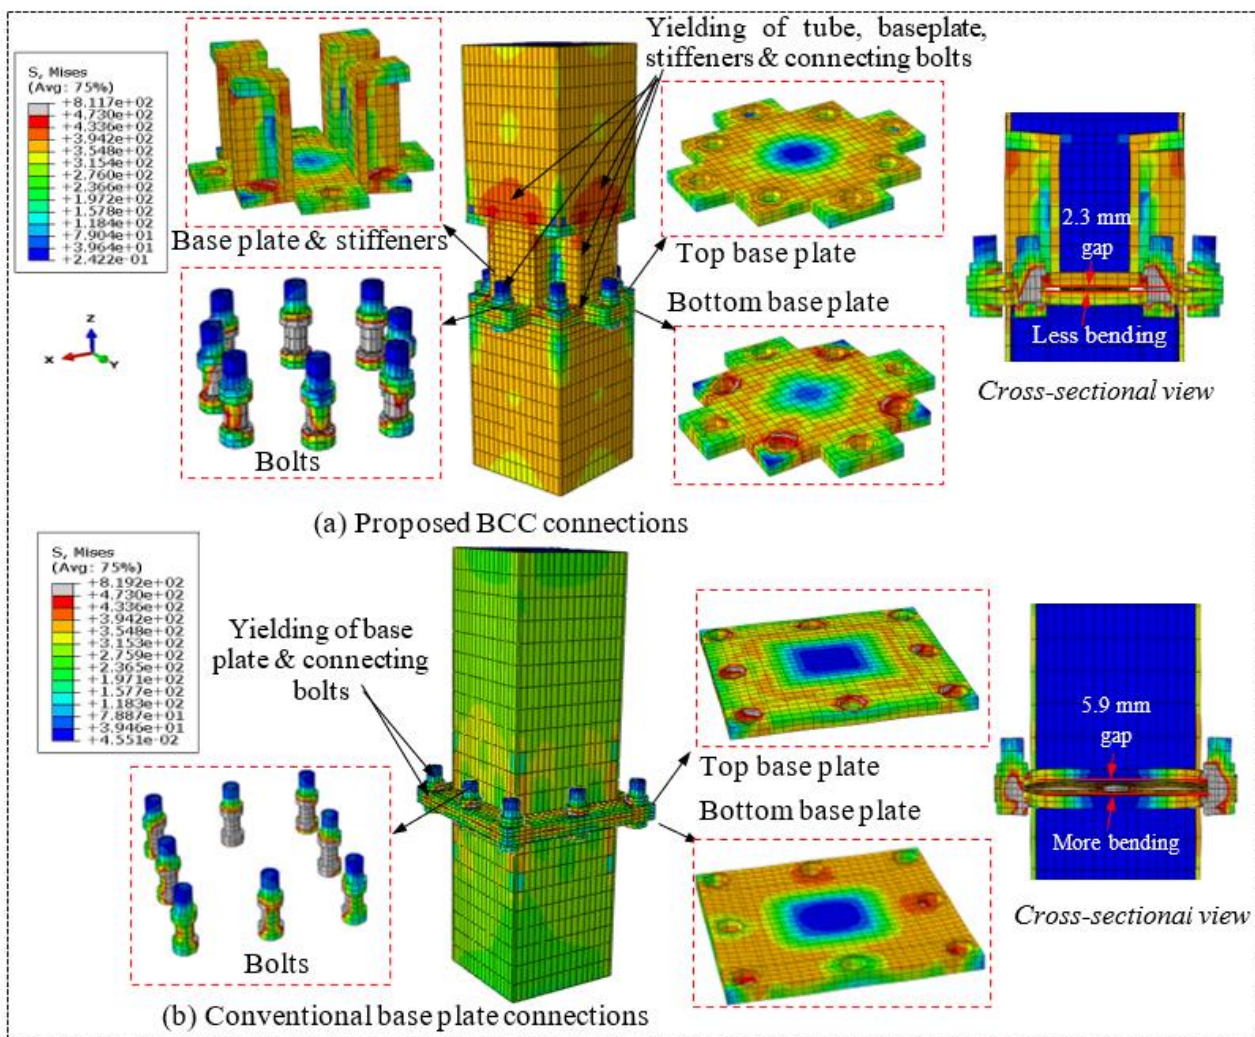 Yielding of tube, baseplate,
stiffeners & connecting bolts
S, Mises
(Avg: 75%)
+8.117e+02
+4.730e+02
+4.336e+02
+3.942e+02
+3.548e+02
+3.154e+02
+2.760e+02
+2.366e+02
+1.972e+02
+1.578e+02
+1.184e+02
+7.904e+01
+3.964e+01
+2.422e-01
Base plate & stiffeners
Top base plate
Bottom base plate
2.3 mm
gap
Less bending
Cross-sectional view
Z
X
Y
Bolts
(a) Proposed BCC connections
S, Mises
(Avg: 75%)
+8.192e+02
+4.730e+02
+4.336e+02
+3.942e+02
+3.548e+02
+3.153e+02
+2.759e+02
+2.365e+02
+1.971e+02
+1.577e+02
+1.183e+02
+7.887e+01
+3.946e+01
+4.551e-02
Yielding of base
plate & connecting
bolts
Top base plate
Bottom base plate
5.9 mm
gap
More bending
Cross-sectionai view
Bolts
(b) Conventional base plate connections